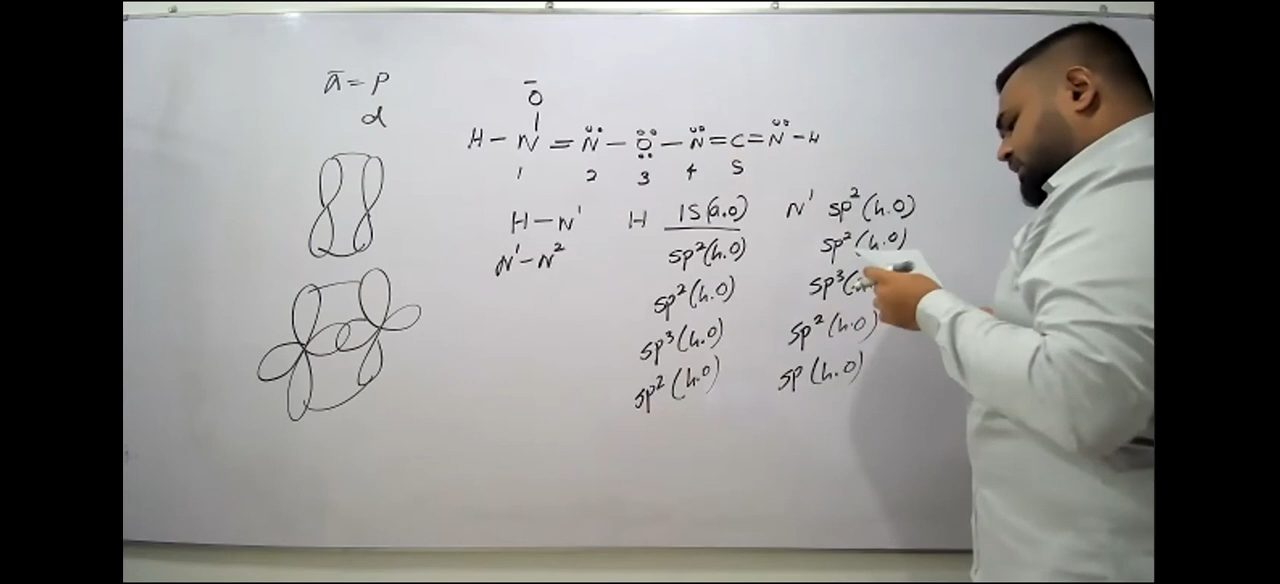 ā = p
d
O⁻
H – N = N̈ – Ö – N̈ = C = N̈ – H
1 2 3 4 5
H – N¹ H 1S(a.o) N¹ sp²(h.o)
N¹ – N² sp²(h.o) sp²(h.o)
sp²(h.o) sp³(
sp³(h.o) sp²(h.o)
sp²(h.o) sp(h.o)